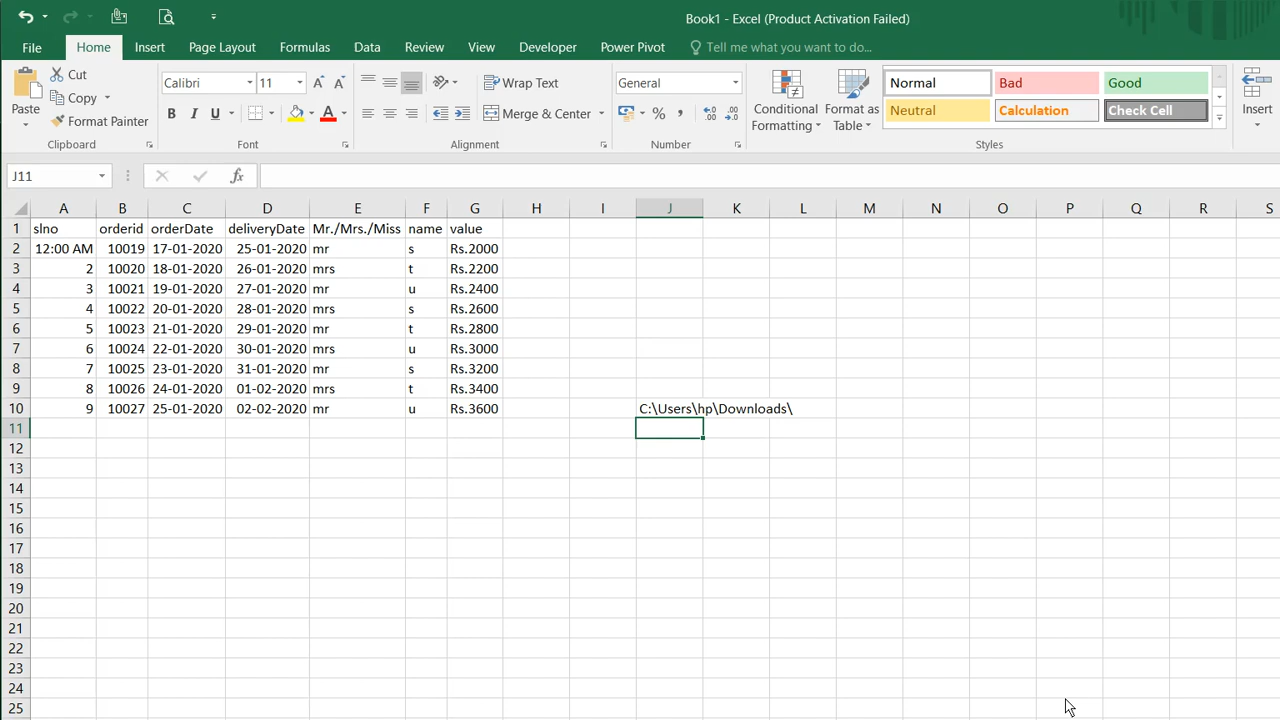 Book1 - Excel (Product Activation Failed)
File Home Insert Page Layout Formulas Data Review View Developer Power Pivot Tell me what you want to do...
Paste Cut Copy Format Painter
Clipboard
Calibri 11
B I U A
Font
Wrap Text
Merge & Center
Alignment
General
% ,
Number
Conditional Formatting
Format as Table
Normal Bad Good
Neutral Calculation Check Cell
Styles
Insert
J11 fx
A B C D E F G H I J K L M N O P Q R S
1 slno orderid orderDate deliveryDate Mr./Mrs./Miss name value
2 12:00 AM 10019 17-01-2020 25-01-2020 mr s Rs.2000
3 2 10020 18-01-2020 26-01-2020 mrs t Rs.2200
4 3 10021 19-01-2020 27-01-2020 mr u Rs.2400
5 4 10022 20-01-2020 28-01-2020 mrs s Rs.2600
6 5 10023 21-01-2020 29-01-2020 mr t Rs.2800
7 6 10024 22-01-2020 30-01-2020 mrs u Rs.3000
8 7 10025 23-01-2020 31-01-2020 mr s Rs.3200
9 8 10026 24-01-2020 01-02-2020 mrs t Rs.3400
10 9 10027 25-01-2020 02-02-2020 mr u Rs.3600 C:\Users\hp\Downloads\
11
12
13
14
15
16
17
18
19
20
21
22
23
24
25